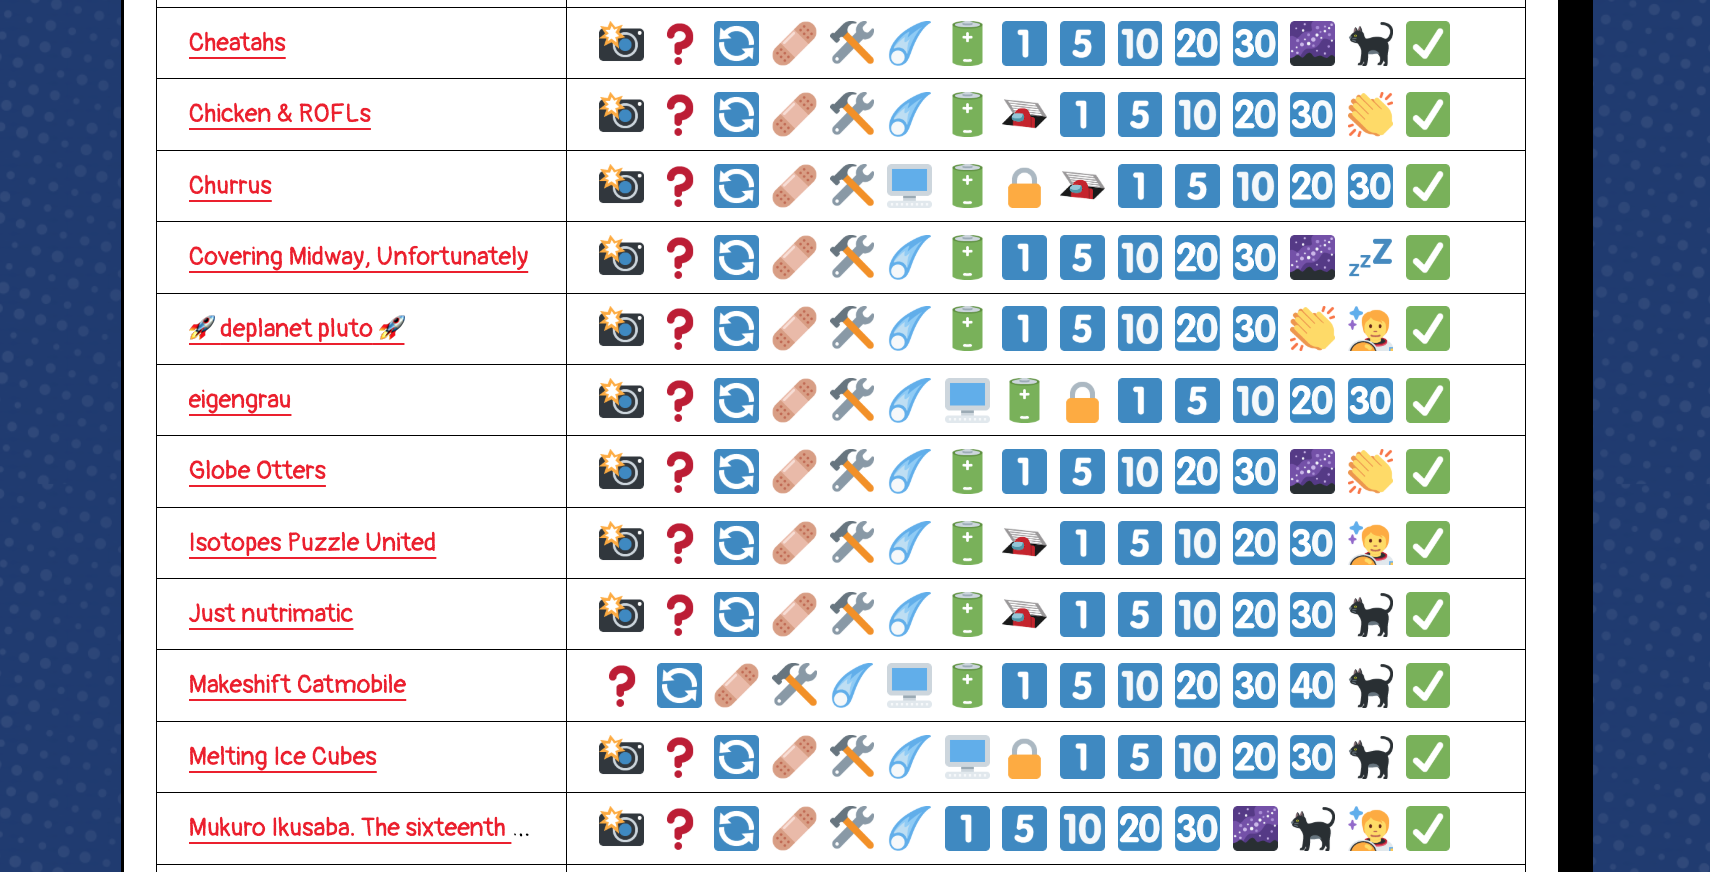 Cheatahs 1 5 10 20 30
Chicken & ROFLs 1 5 10 20 30
Churrus 1 5 10 20 30
Covering Midway, Unfortunately 1 5 10 20 30 zzZ
🚀 deplanet pluto 🚀 1 5 10 20 30
eigengrau 1 5 10 20 30
Globe Otters 1 5 10 20 30
Isotopes Puzzle United 1 5 10 20 30
Just nutrimatic 1 5 10 20 30
Makeshift Catmobile 1 5 10 20 30 40
Melting Ice Cubes 1 5 10 20 30
Mukuro Ikusaba. The sixteenth ... 1 5 10 20 30